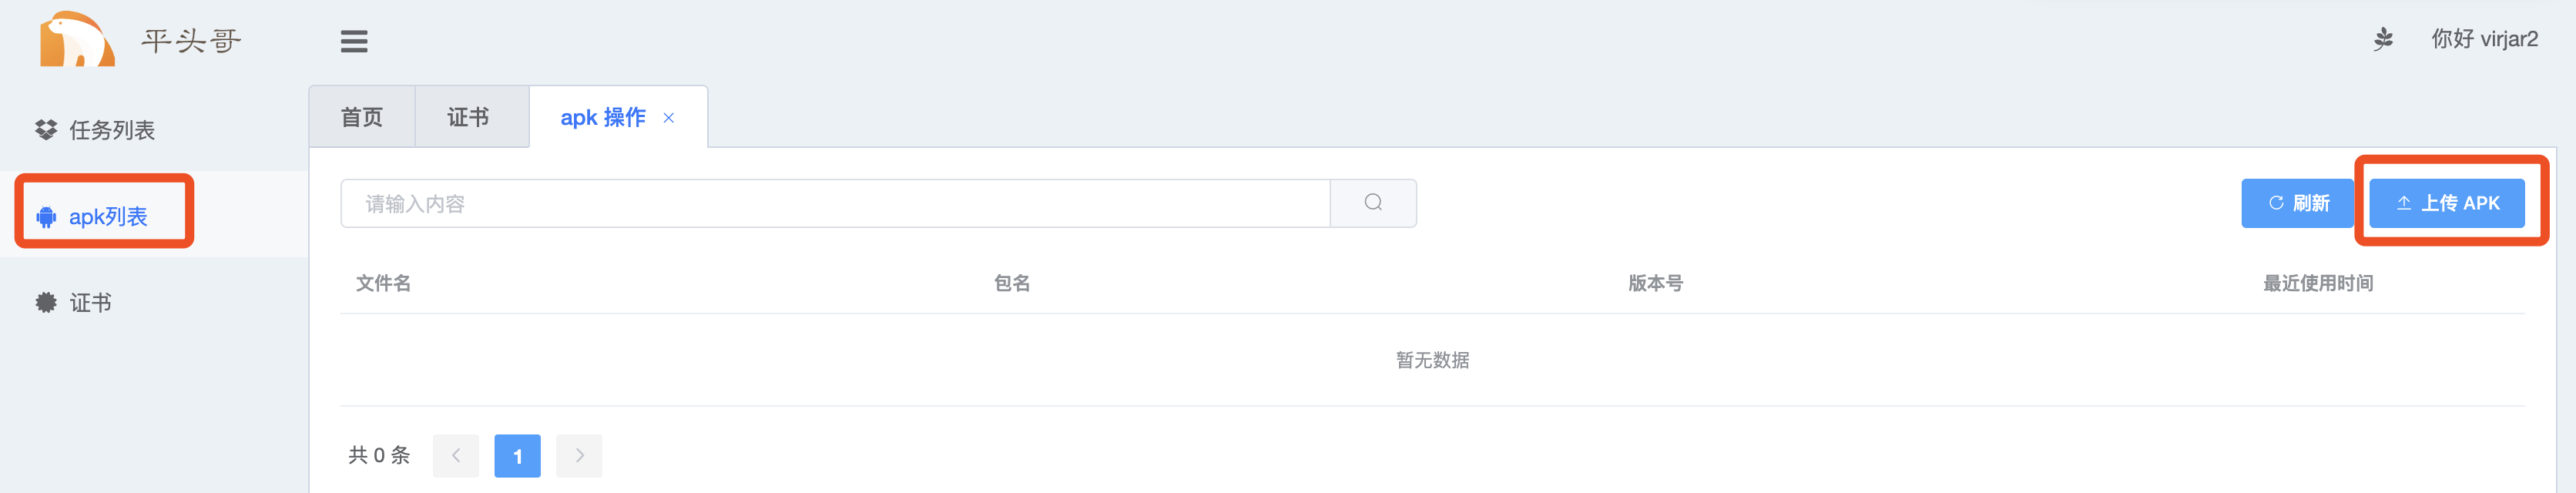 平头哥
你好 virjar2
任务列表
apk列表
证书
首页
证书
apk 操作
请输入内容
刷新
上传 APK
文件名
包名
版本号
最近使用时间
暂无数据
共 0 条
1